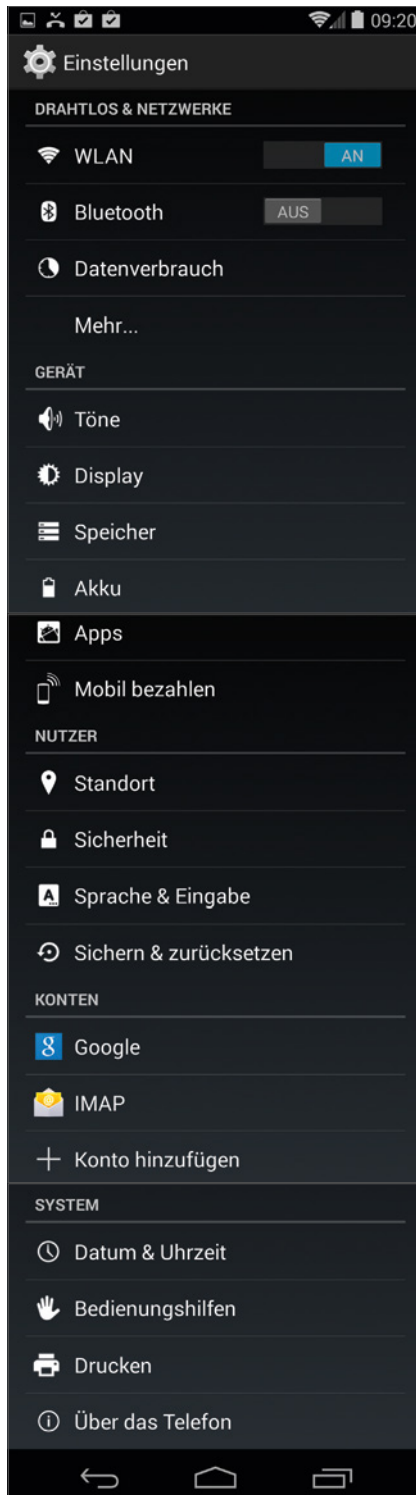 09:20
Einstellungen
DRAHTLOS & NETZWERKE
WLAN AN
Bluetooth AUS
Datenverbrauch
Mehr...
GERÄT
Töne
Display
Speicher
Akku
Apps
Mobil bezahlen
NUTZER
Standort
Sicherheit
Sprache & Eingabe
Sichern & zurücksetzen
KONTEN
Google
IMAP
Konto hinzufügen
SYSTEM
Datum & Uhrzeit
Bedienungshilfen
Drucken
Über das Telefon